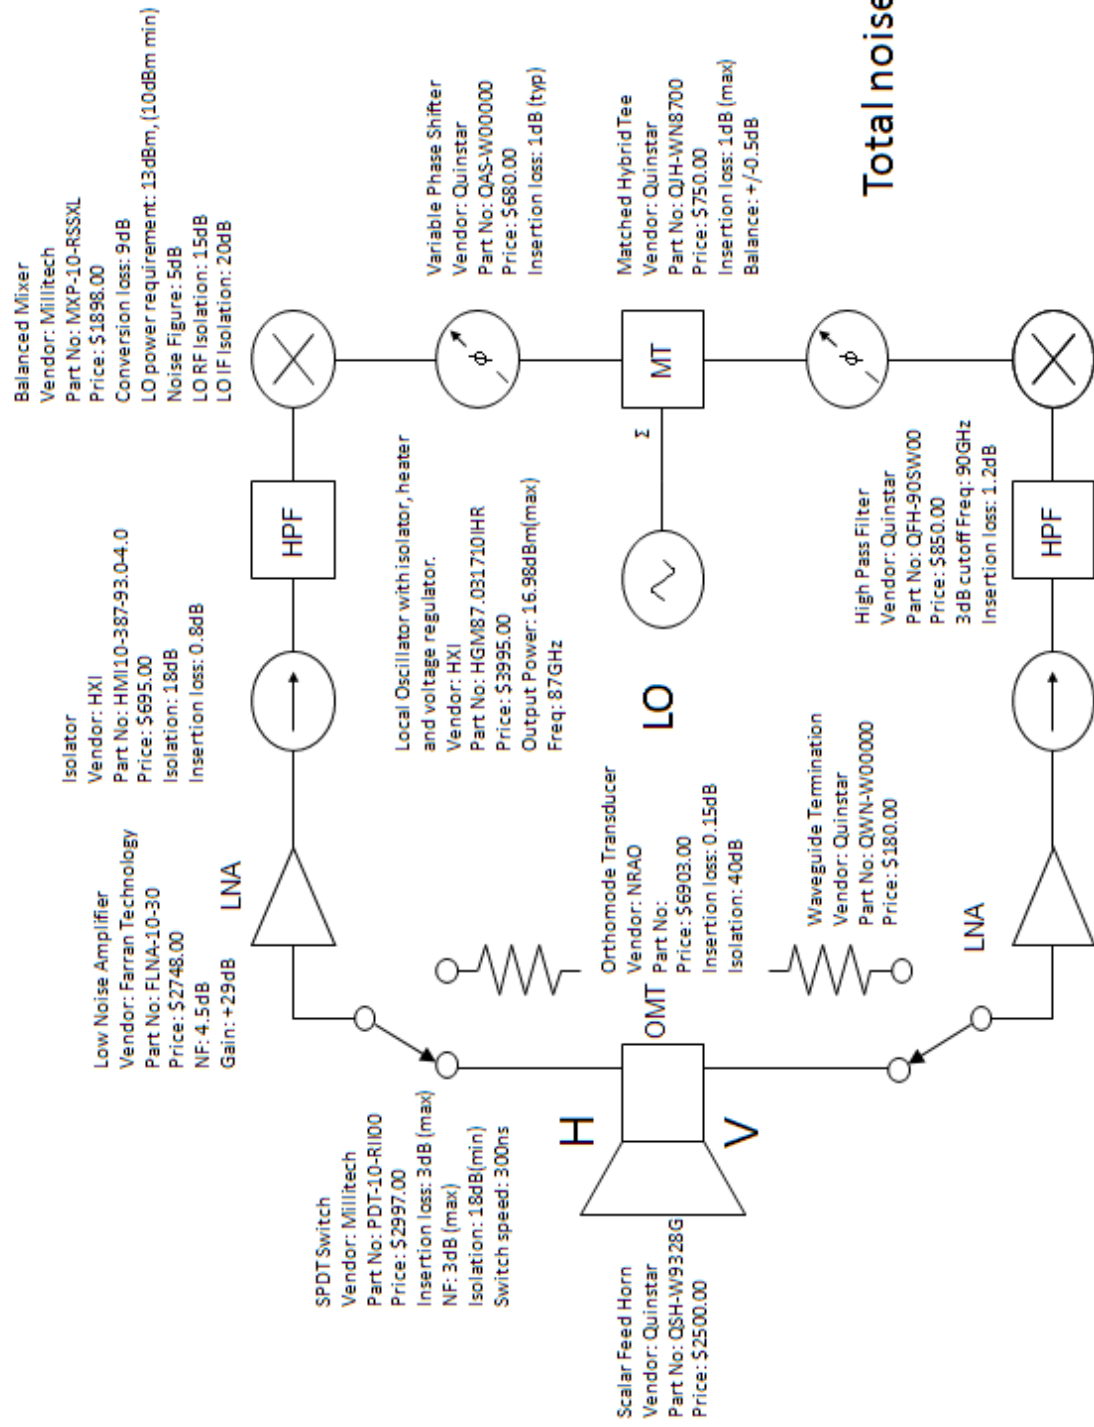 Balanced Mixer
Vendor: Millitech
Part No: MXP-10-RSSXL
Price: $1898.00
Conversion loss: 9dB
LO power requirement: 13dBm, (10dBm min)
Noise Figure: 5dB
LO RF Isolation: 15dB
LO IF Isolation: 20dB
Isolator
Vendor: HXI
Part No: HMI10-387-93.0-4.0
Price: $695.00
Isolation: 18dB
Insertion loss: 0.8dB
Low Noise Amplifier
Vendor: Farran Technology
Part No: FLNA-10-30
Price: $2748.00
NF: 4.5dB
Gain: +29dB
LNA
HPF
SPDT Switch
Vendor: Millitech
Part No: PDT-10-RII00
Price: $2997.00
Insertion loss: 3dB (max)
NF: 3dB (max)
Isolation: 18dB(min)
Switch speed: 300ns
Local Oscillator with isolator, heater
and voltage regulator.
Vendor: HXI
Part No: HGM87.031710IHR
Price: $3995.00
Output Power: 16.98dBm(max)
Freq: 87GHz
Variable Phase Shifter
Vendor: Quinstar
Part No: QAS-W00000
Price: $680.00
Insertion loss: 1dB (typ)
ϕ
Scalar Feed Horn
Vendor: Quinstar
Part No: QSH-W9328G
Price: $2500.00
H
V
OMT
Orthomode Transducer
Vendor: NRAO
Part No:
Price: $6903.00
Insertion loss: 0.15dB
Isolation: 40dB
LO
Σ
MT
Matched Hybrid Tee
Vendor: Quinstar
Part No: QJH-WN8700
Price: $750.00
Insertion loss: 1dB (max)
Balance: +/-0.5dB
Waveguide Termination
Vendor: Quinstar
Part No: QWN-W00000
Price: $180.00
ϕ
High Pass Filter
Vendor: Quinstar
Part No: QFH-90SW00
Price: $850.00
3dB cutoff Freq: 90GHz
Insertion loss: 1.2dB
LNA
HPF
Total noise